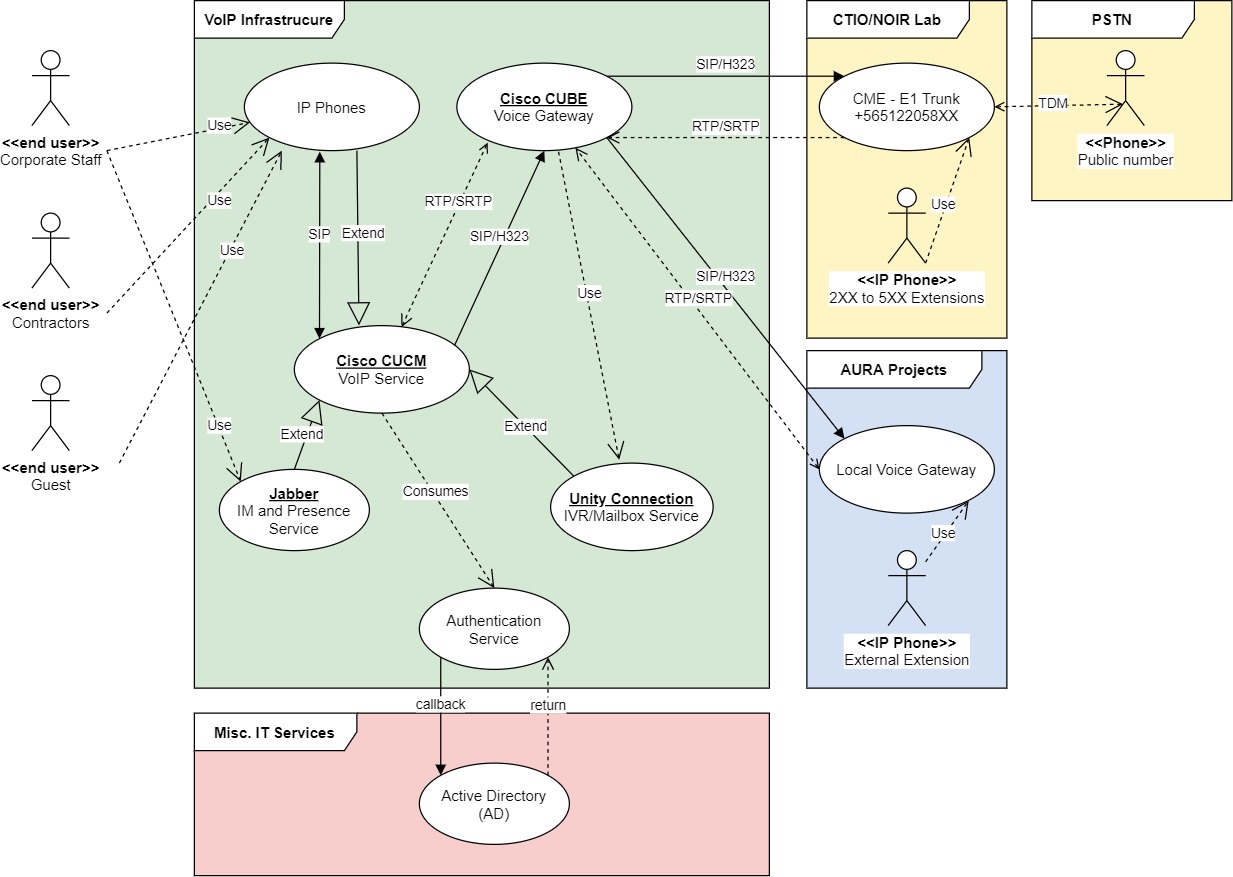 VoIP Infrastrucure
CTIO/NOIR Lab
PSTN
IP Phones
Cisco CUBE
Voice Gateway
SIP/H323
CME - E1 Trunk
+565122058XX
TDM
RTP/SRTP
<<Phone>>
Public number
<<end user>>
Corporate Staff
Use
Use
RTP/SRTP
Use
SIP
Extend
SIP/H323
Use
<<end user>>
Contractors
Use
SIP/H323
RTP/SRTP
<<IP Phone>>
2XX to 5XX Extensions
Cisco CUCM
VoIP Service
AURA Projects
<<end user>>
Guest
Use
Extend
Extend
Local Voice Gateway
Jabber
IM and Presence
Service
Consumes
Unity Connection
IVR/Mailbox Service
Use
Authentication
Service
<<IP Phone>>
External Extension
callback
return
Misc. IT Services
Active Directory
(AD)